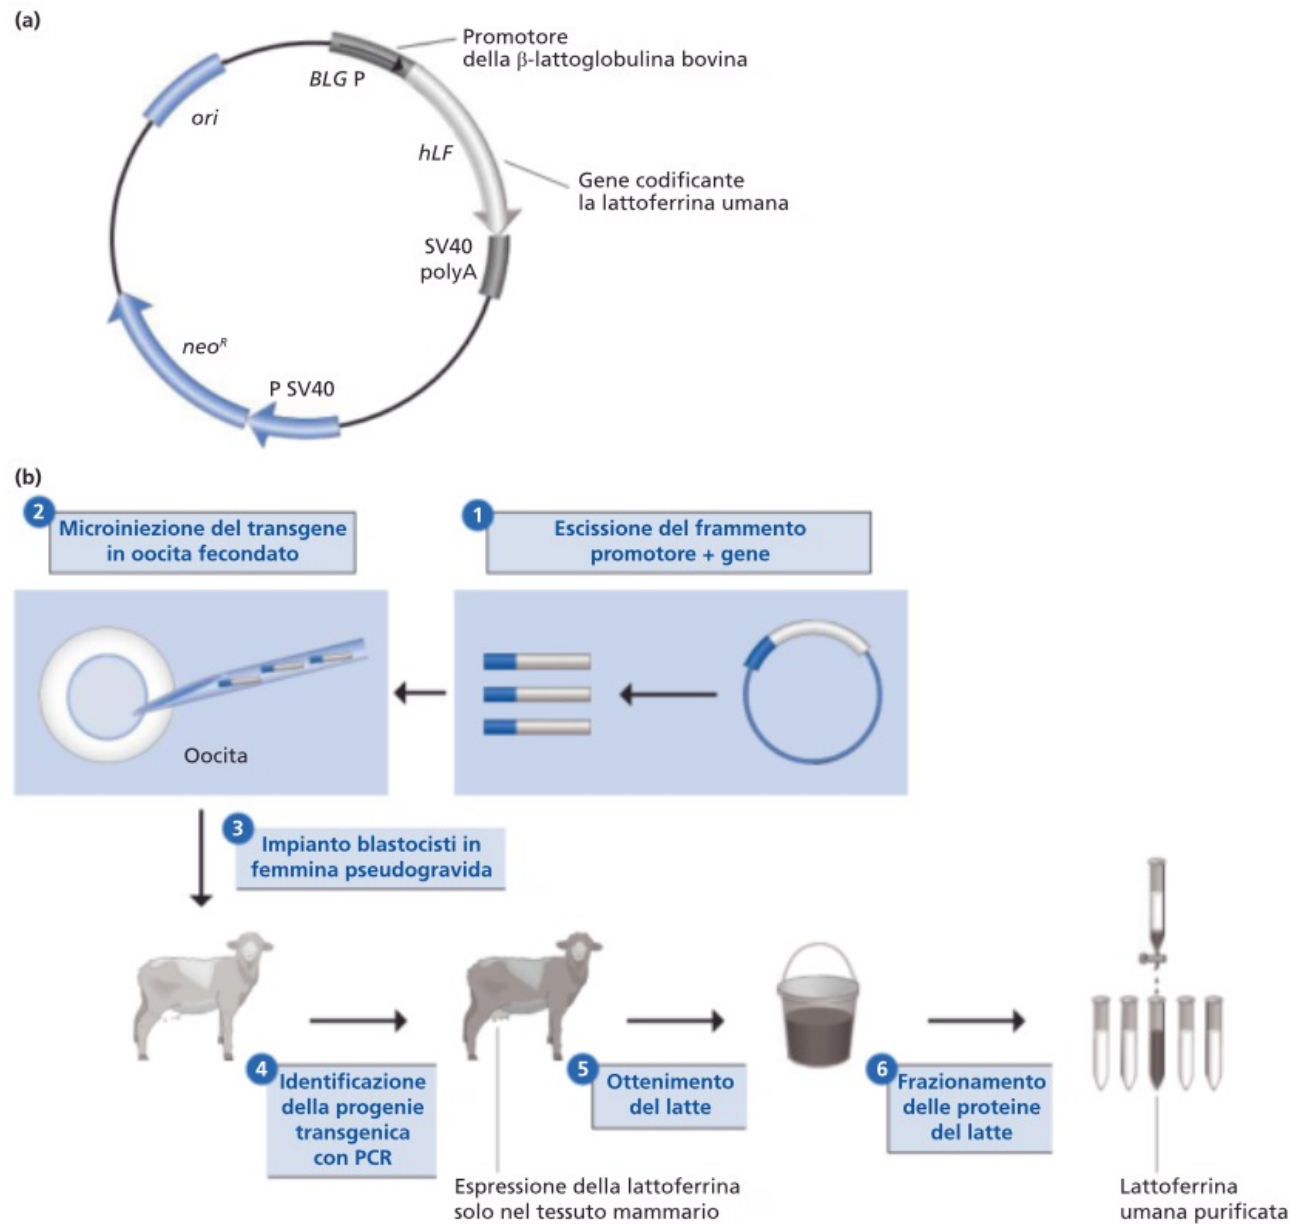 (a)
Promotore
della β-lattoglobulina bovina
BLG P
ori
hLF
Gene codificante
la lattoferrina umana
SV40
polyA
neoᴿ
P SV40
(b)
2
Microiniezione del transgene
in oocita fecondato
1
Escissione del frammento
promotore + gene
Oocita
3
Impianto blastocisti in
femmina pseudogravida
4
Identificazione
della progenie
transgenica
con PCR
5
Ottenimento
del latte
6
Frazionamento
delle proteine
del latte
Espressione della lattoferrina
solo nel tessuto mammario
Lattoferrina
umana purificata